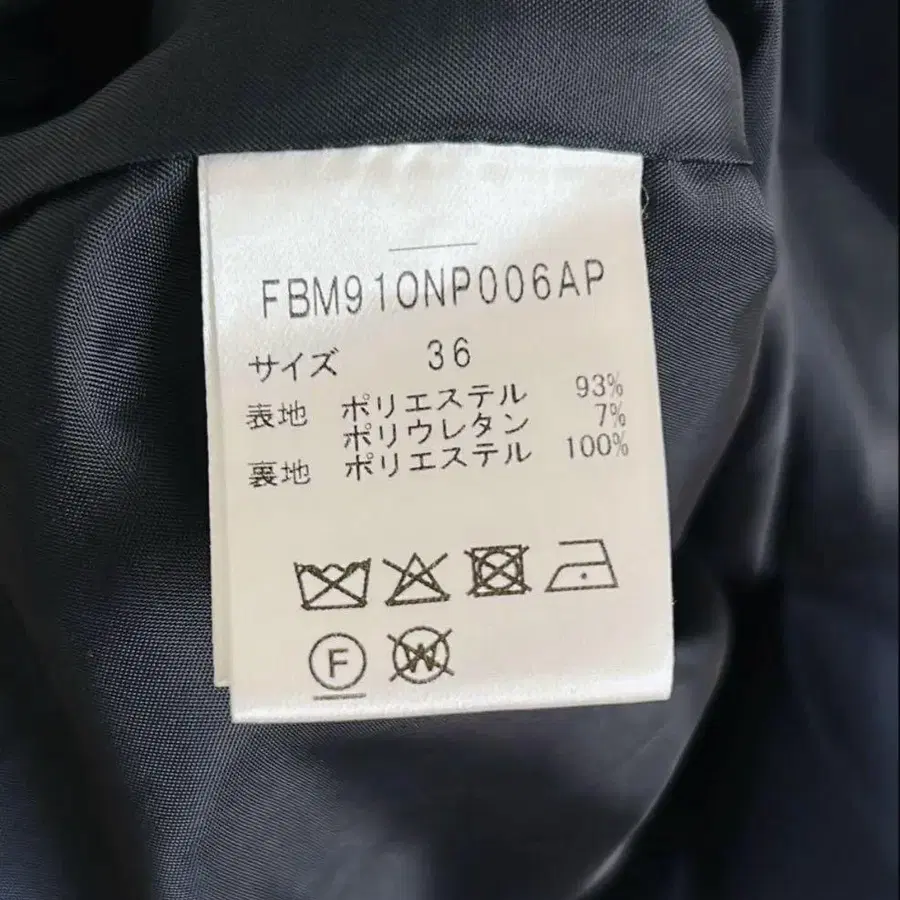 FBM910NP006AP
サイズ 36
表地 ポリエステル 93%
ポリウレタン 7%
裏地 ポリエステル 100%
F W